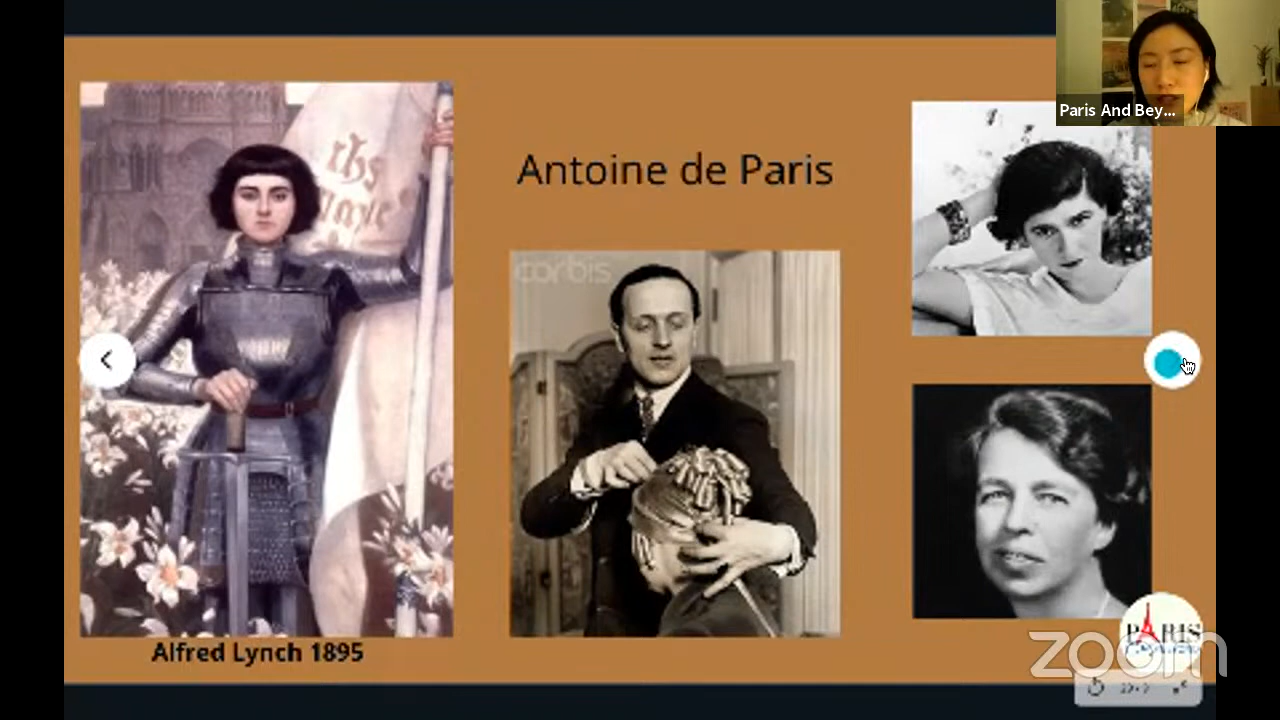 Paris And Bey...
Antoine de Paris
corbis
Alfred Lynch 1895
PARIS
zoom